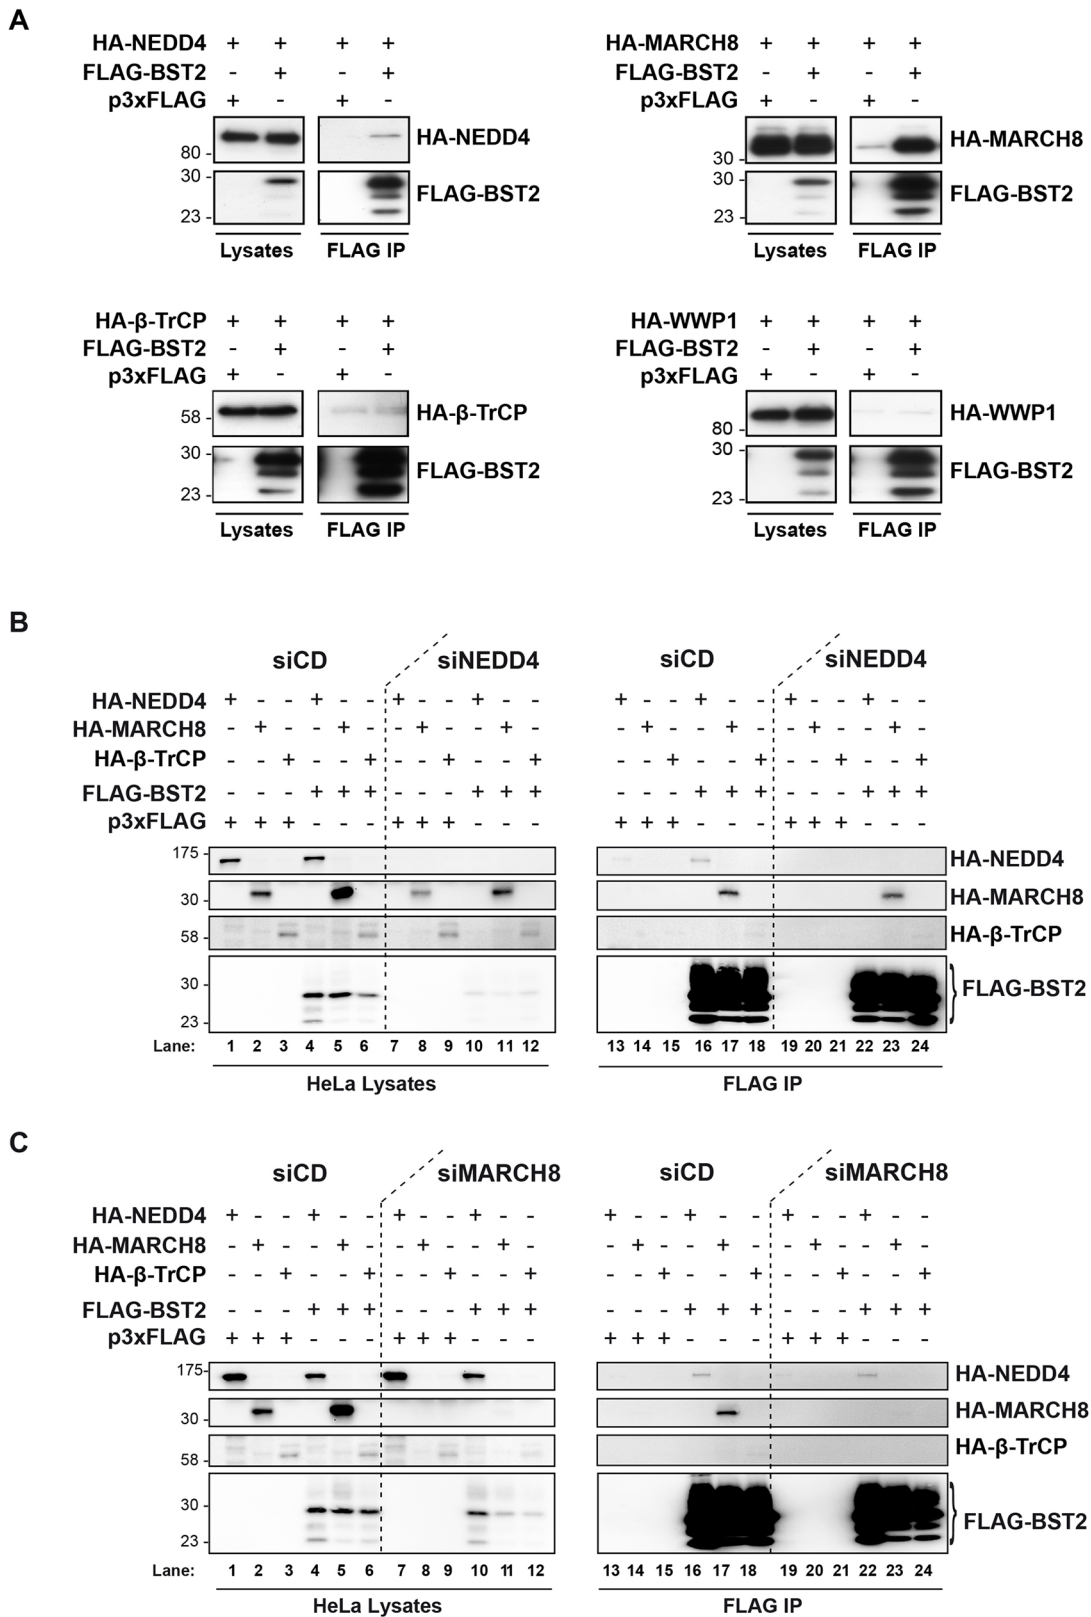 A
HA-NEDD4 + + + +
FLAG-BST2 - + - +
p3xFLAG + - + -
HA-NEDD4
80 -
30 -
FLAG-BST2
23 -
Lysates FLAG IP
HA-MARCH8 + + + +
FLAG-BST2 - + - +
p3xFLAG + - + -
HA-MARCH8
30 -
30 -
FLAG-BST2
23 -
Lysates FLAG IP
HA-β-TrCP + + + +
FLAG-BST2 - + - +
p3xFLAG + - + -
HA-β-TrCP
58 -
30 -
FLAG-BST2
23 -
Lysates FLAG IP
HA-WWP1 + + + +
FLAG-BST2 - + - +
p3xFLAG + - + -
HA-WWP1
80 -
30 -
FLAG-BST2
23 -
Lysates FLAG IP
B
siCD siNEDD4 siCD siNEDD4
HA-NEDD4 + - - + - - + - - + - - + - - + - - + - - + - -
HA-MARCH8 - + - - + - - + - - + - - + - - + - - + - - + -
HA-β-TrCP - - + - - + - - + - - + - - + - - + - - + - - +
FLAG-BST2 - - - + + + - - - + + + - - - + + + - - - + + +
p3xFLAG + + + - - - + + + - - - + + + - - - + + + - - -
175 - HA-NEDD4
30 - HA-MARCH8
58 - HA-β-TrCP
30 - FLAG-BST2
23 -
Lane: 1 2 3 4 5 6 7 8 9 10 11 12 13 14 15 16 17 18 19 20 21 22 23 24
HeLa Lysates FLAG IP
C
siCD siMARCH8 siCD siMARCH8
HA-NEDD4 + - - + - - + - - + - - + - - + - - + - - + - -
HA-MARCH8 - + - - + - - + - - + - - + - - + - - + - - + -
HA-β-TrCP - - + - - + - - + - - + - - + - - + - - + - - +
FLAG-BST2 - - - + + + - - - + + + - - - + + + - - - + + +
p3xFLAG + + + - - - + + + - - - + + + - - - + + + - - -
175- HA-NEDD4
30 - HA-MARCH8
58 - HA-β-TrCP
30 - FLAG-BST2
23 -
Lane: 1 2 3 4 5 6 7 8 9 10 11 12 13 14 15 16 17 18 19 20 21 22 23 24
HeLa Lysates FLAG IP